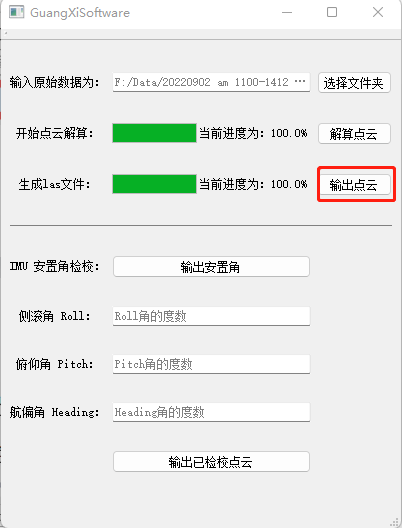 GuangXiSoftware
输入原始数据为： F:/Data/20220902 am 1100-1412 ··· 选择文件夹
开始点云解算： 当前进度为：100.0% 解算点云
生成las文件： 当前进度为：100.0% 输出点云
IMU 安置角检校： 输出安置角
侧滚角 Roll： Roll角的度数
俯仰角 Pitch： Pitch角的度数
航偏角 Heading： Heading角的度数
输出已检校点云